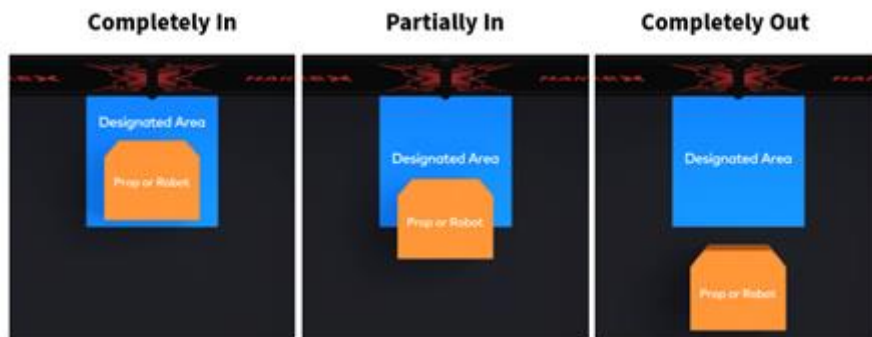 Completely In
Partially In
Completely Out
Designated Area
Prop or Robot
Designated Area
Prop or Robot
Designated Area
Prop or Robot